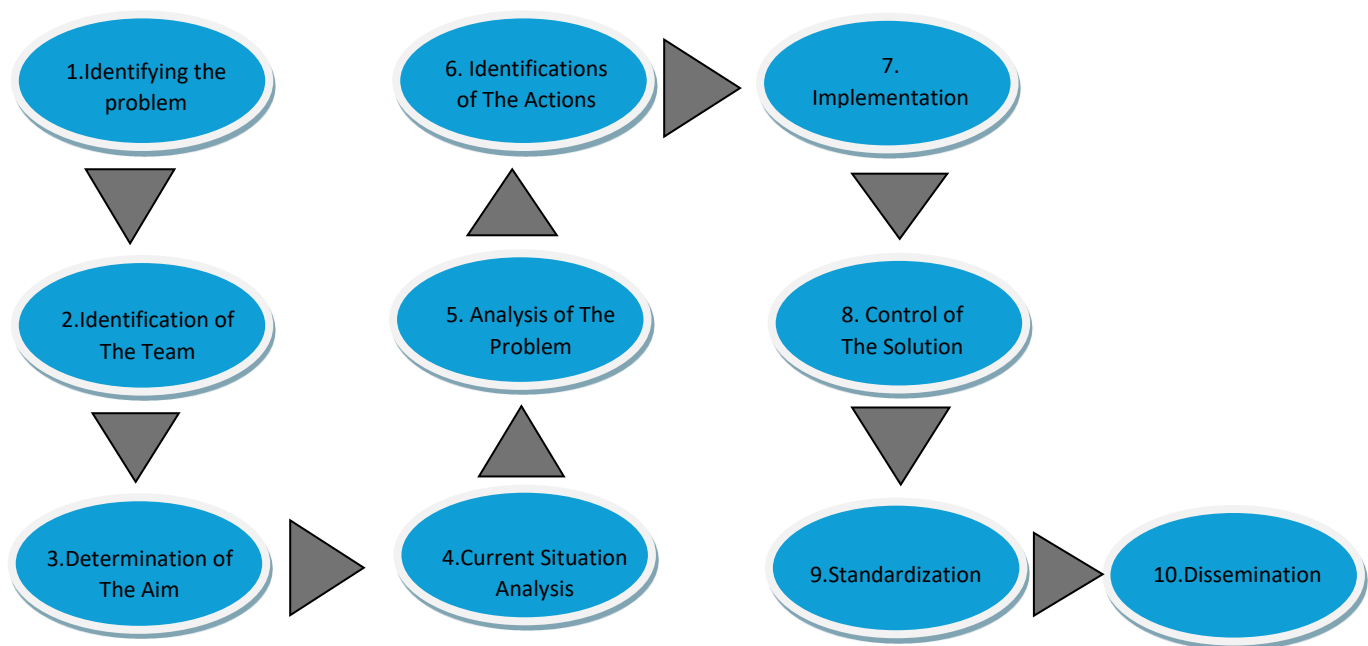 1.Identifying the
problem
2.Identification of
The Team
3.Determination of
The Aim
4.Current Situation
Analysis
5. Analysis of The
Problem
6. Identifications
of The Actions
7.
Implementation
8. Control of
The Solution
9.Standardization
10.Dissemination